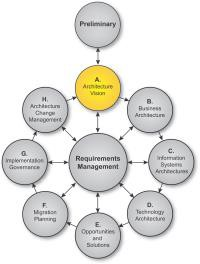 Preliminary
A.
Architecture
Vision
B.
Business
Architecture
C.
Information
Systems
Architectures
D.
Technology
Architecture
E.
Opportunities
and
Solutions
F.
Migration
Planning
G.
Implementation
Governance
H.
Architecture
Change
Management
Requirements
Management